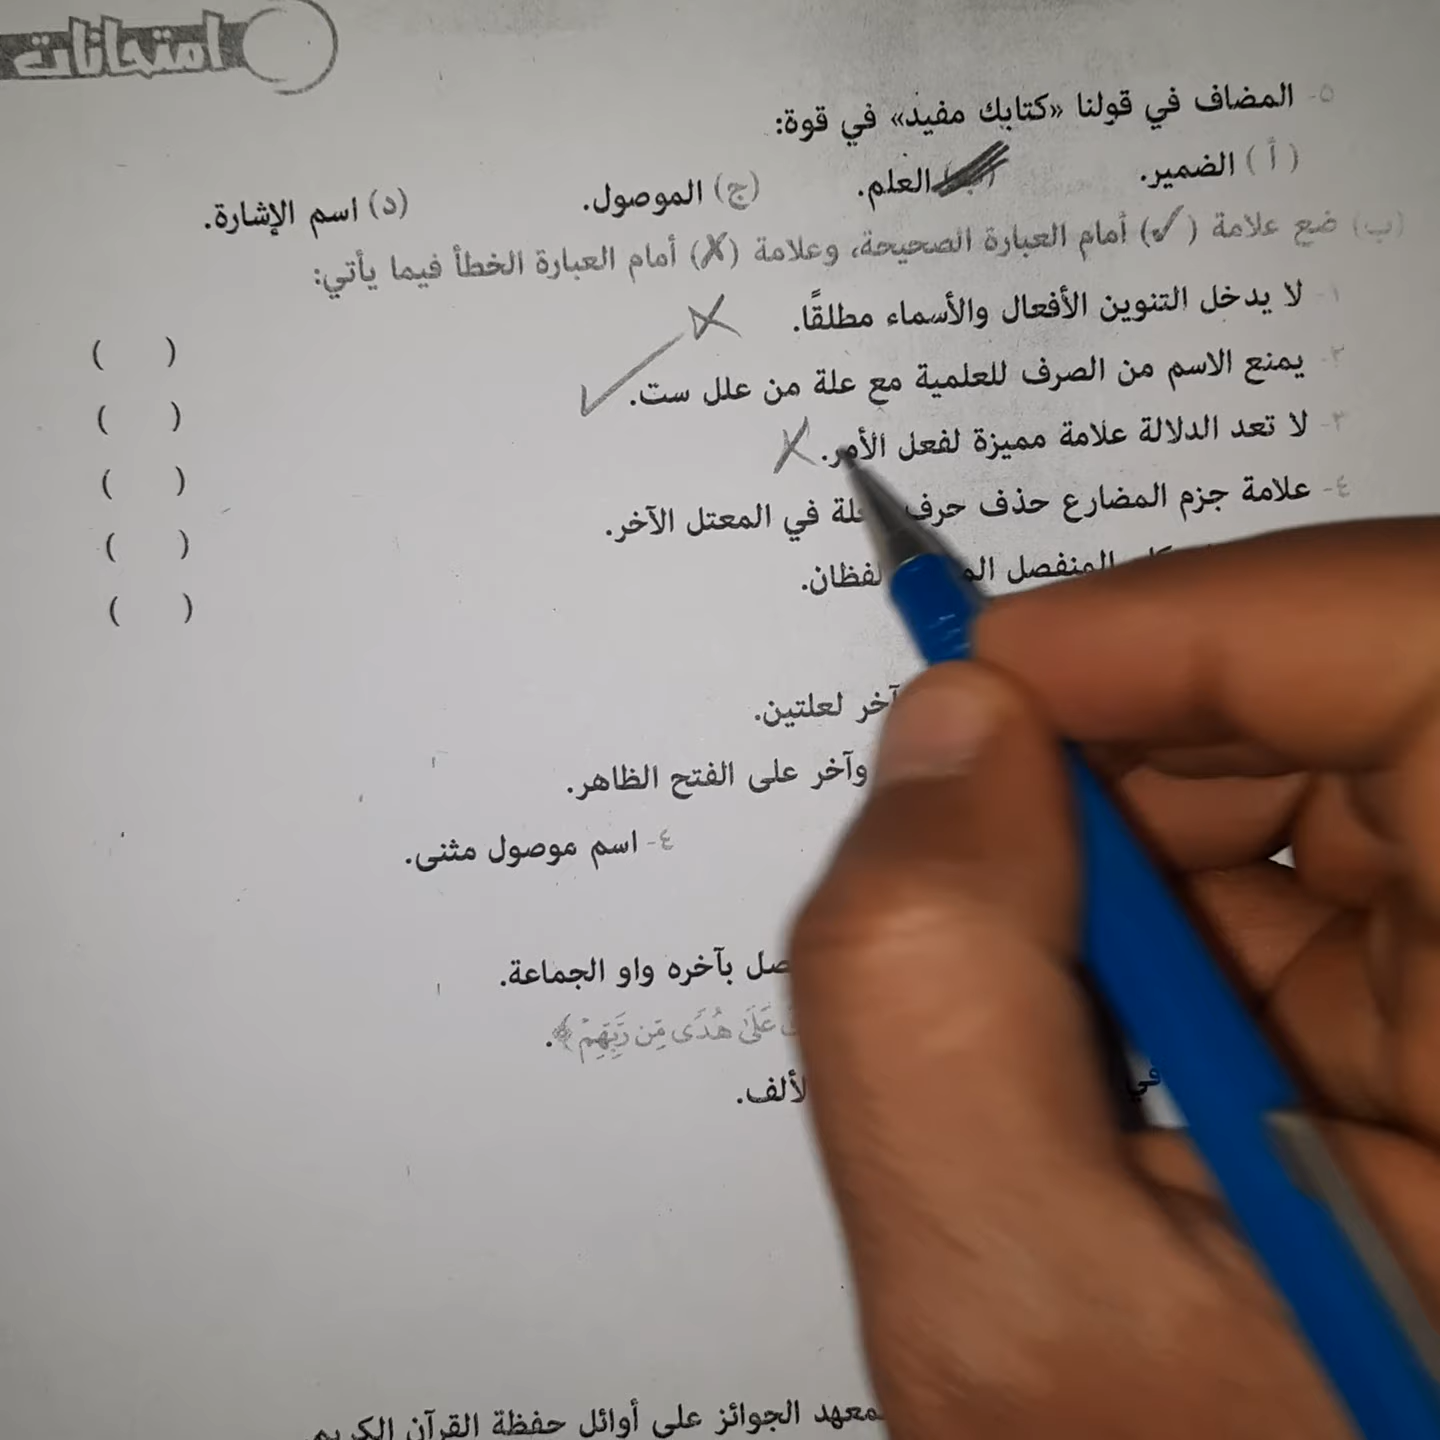 امتحانات
٥- المضاف في قولنا «كتابك مفيد» في قوة:
(أ) الضمير. (ب) العلم. (ج) الموصول. (د) اسم الإشارة.
(ب) ضع علامة (✓) أمام العبارة الصحيحة، وعلامة (✗) أمام العبارة الخطأ فيما يأتي:
١- لا يدخل التنوين الأفعال والأسماء مطلقًا. ✗ ( )
٢- يمنع الاسم من الصرف للعلمية مع علة من علل ست. ✓ ( )
٣- لا تعد الدلالة علامة مميزة لفعل الأمر. ✗ ( )
٤- علامة جزم المضارع حذف حرف في المعتل الآخر. ( )
المنفصل لفظان. ( )
آخر لعلتين.
وآخر على الفتح الظاهر.
٤- اسم موصول مثنى.
بآخره واو الجماعة.
عَلَىٰ هُدًى مِّن رَّبِّهِمْ ﴾.
في الألف.
الجوائز على أوائل حفظة القرآن الكريم